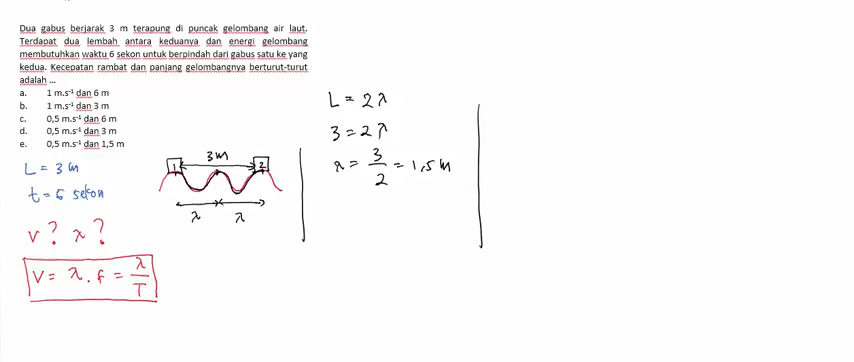 Dua gabus berjarak 3 m terapung di puncak gelombang air laut.
Terdapat dua lembah antara keduanya dan energi gelombang
membutuhkan waktu 6 sekon untuk berpindah dari gabus satu ke yang
kedua. Kecepatan rambat dan panjang gelombangnya berturut-turut
adalah ...
a. 1 m.s⁻¹ dan 6 m
b. 1 m.s⁻¹ dan 3 m
c. 0,5 m.s⁻¹ dan 6 m
d. 0,5 m.s⁻¹ dan 3 m
e. 0,5 m.s⁻¹ dan 1,5 m
L = 3 m
t = 6 sekon
v? λ?
v = λ . f = λ/T
3 m
1 2
λ λ
L = 2 λ
3 = 2 λ
λ = 3/2 = 1,5 m